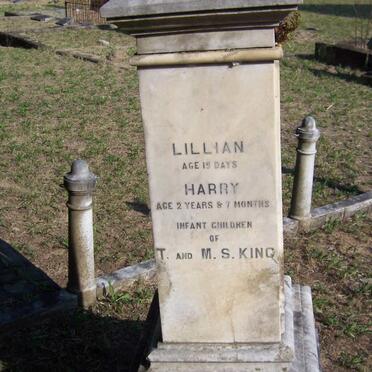 LILLIAN
AGE 15 DAYS
HARRY
AGE 2 YEARS & 7 MONTHS
INFANT CHILDREN
OF
T. AND M. S. KING